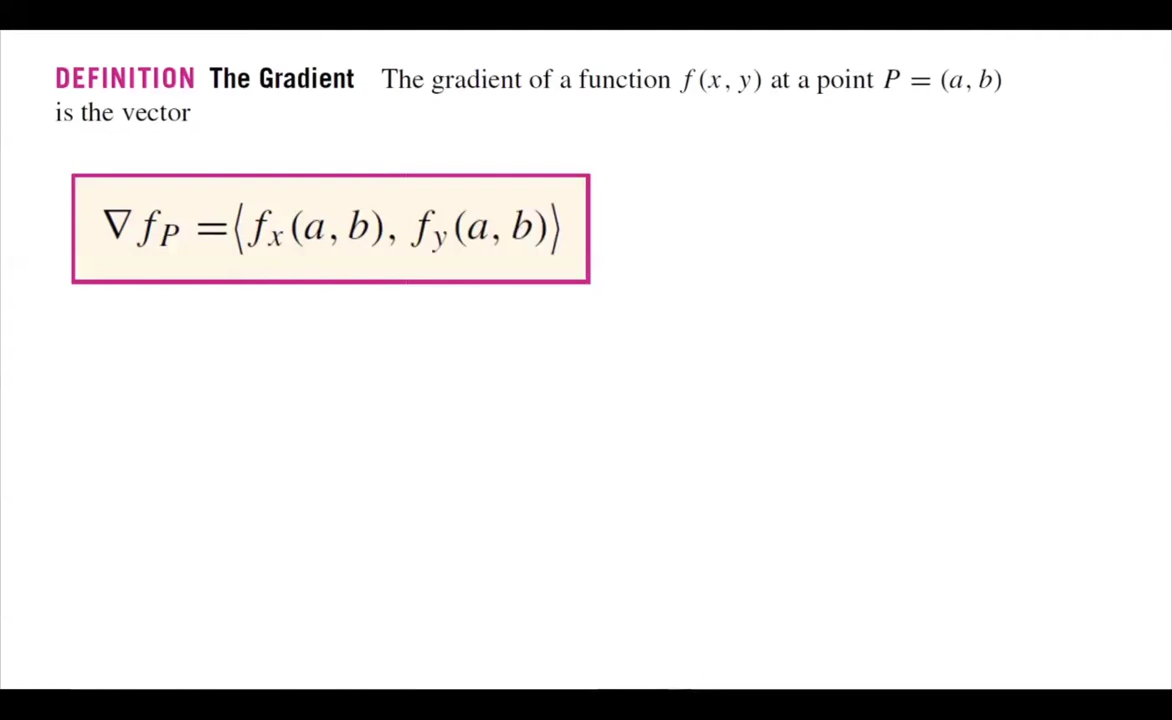 DEFINITION The Gradient The gradient of a function f(x, y) at a point P = (a, b)
is the vector
∇f_P = ⟨f_x(a, b), f_y(a, b)⟩